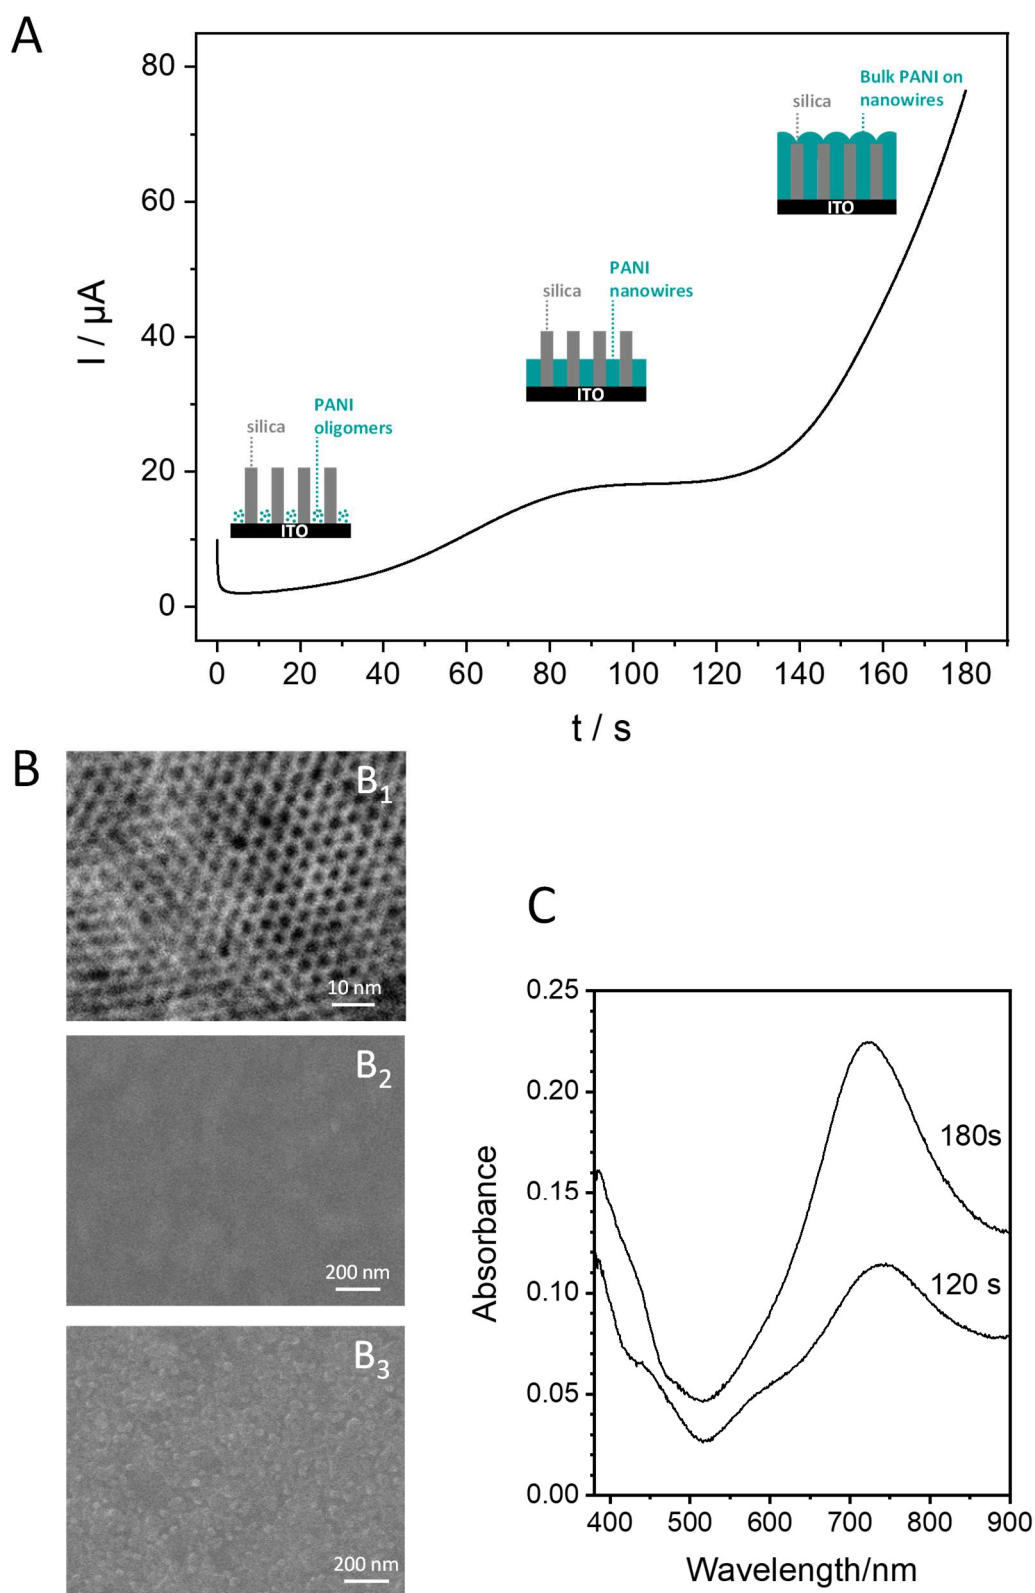 A
80
60
40
20
0
I / µA
0 20 40 60 80 100 120 140 160 180
t / s
silica
PANI
oligomers
ITO
silica
PANI
nanowires
ITO
silica
Bulk PANI on
nanowires
ITO
B
B₁
10 nm
B₂
200 nm
B₃
200 nm
C
0.25
0.20
0.15
0.10
0.05
0.00
Absorbance
180s
120 s
400 500 600 700 800 900
Wavelength/nm